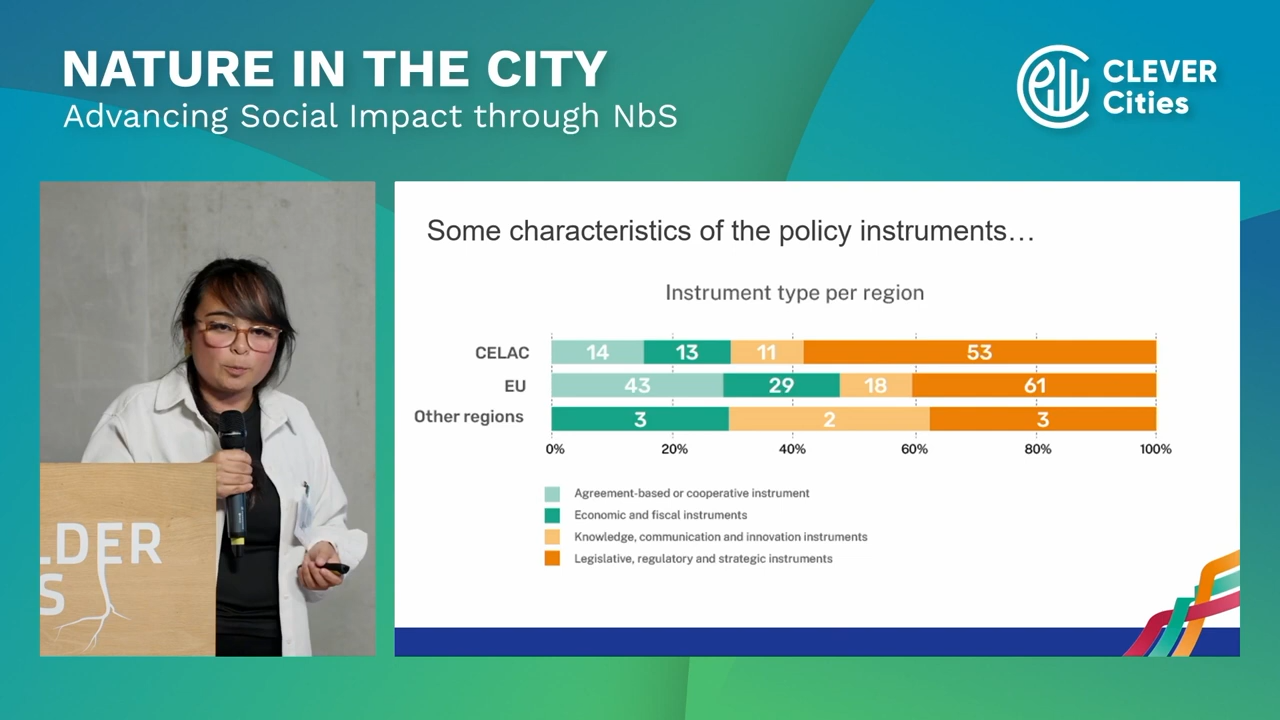 NATURE IN THE CITY
Advancing Social Impact through NbS
CLEVER
Cities
LDER
S
Some characteristics of the policy instruments…
Instrument type per region
CELAC 14 13 11 53
EU 43 29 18 61
Other regions 3 2 3
0% 20% 40% 60% 80% 100%
Agreement-based or cooperative instrument
Economic and fiscal instruments
Knowledge, communication and innovation instruments
Legislative, regulatory and strategic instruments